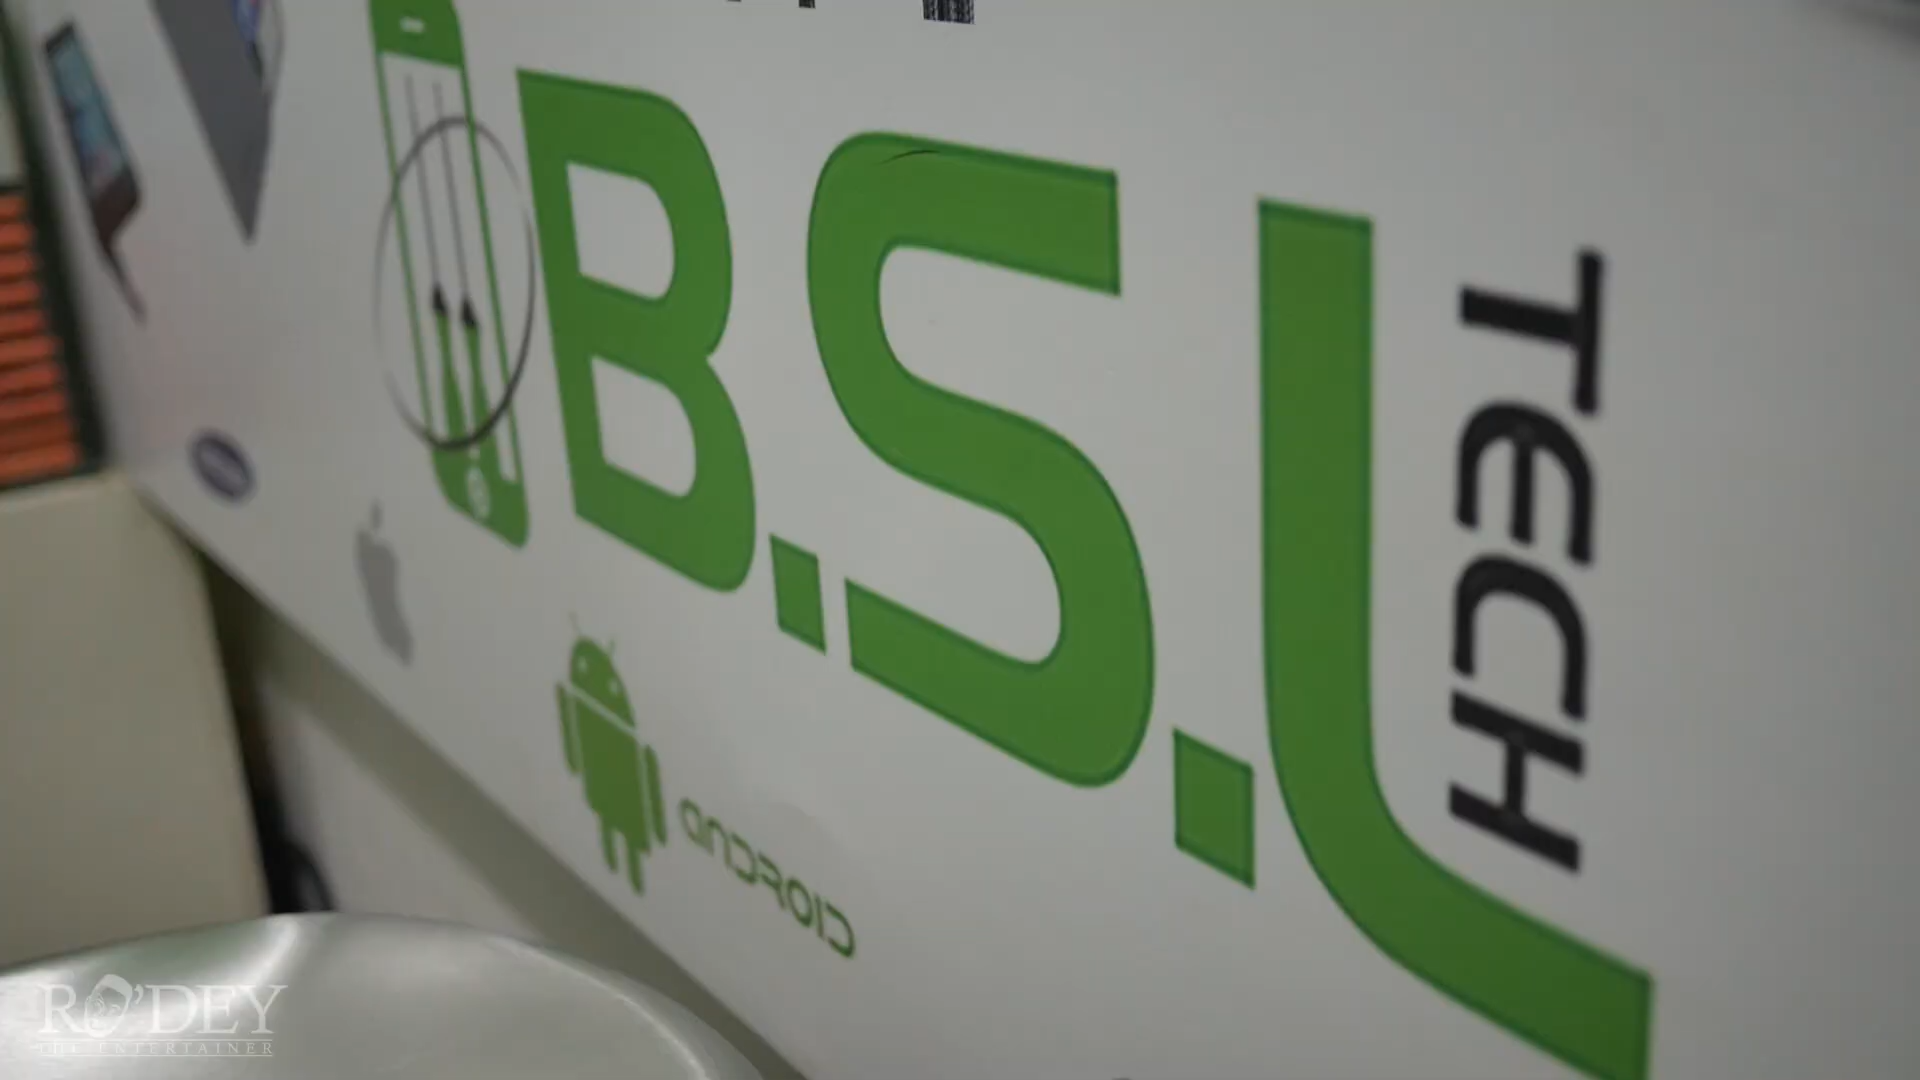 B.S.L
TECH
ANDROID
RO'DEY
THE ENTERTAINER